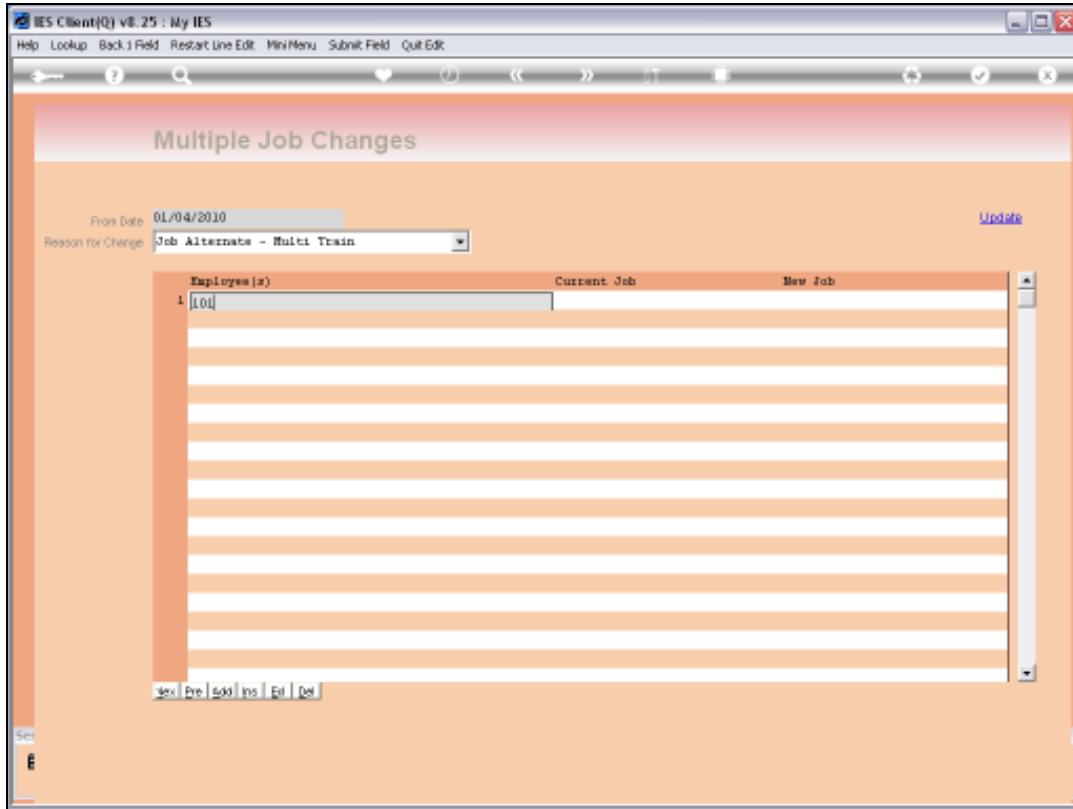 IES Client(Q) v8.25 : My IES
Help Lookup Back 1 Field Restart Line Edit MiniMenu Submit Field Quit Edit
Multiple Job Changes
From Date 01/04/2010 Update
Reason for Change Job Alternate - Multi Train
Employee(s) Current Job New Job
1 101
Nex Pre Add Ins Del